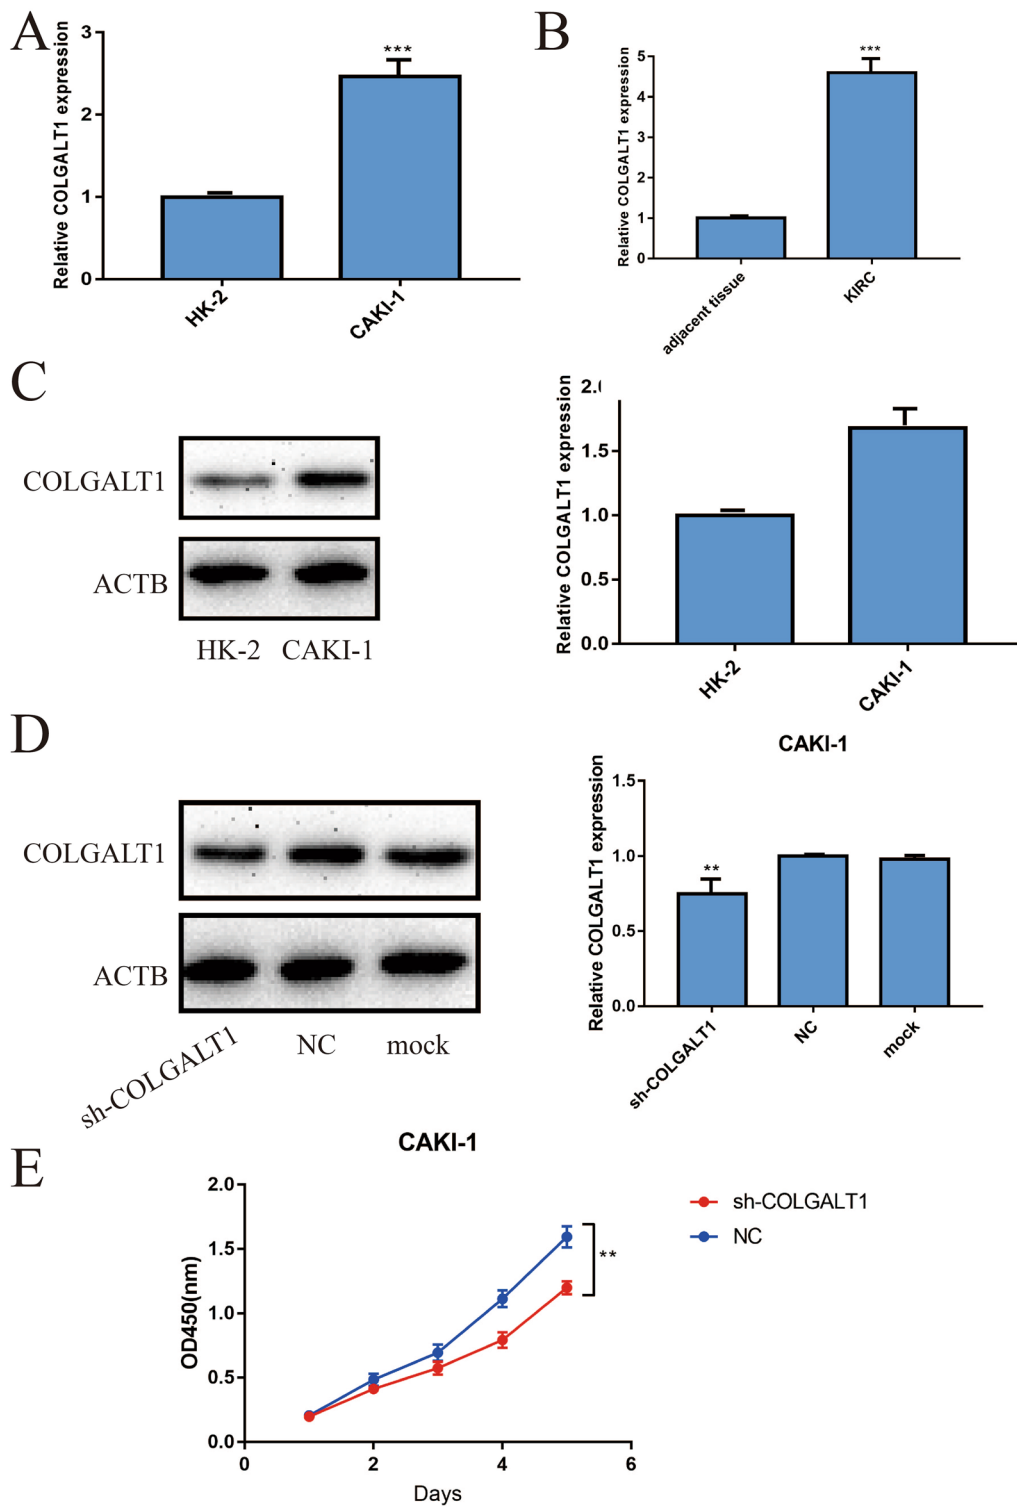 A
Relative COLGALT1 expression
3
2
1
0
***
HK-2
CAKI-1
B
Relative COLGALT1 expression
5
4
3
2
1
0
***
adjacent tissue
KIRC
C
COLGALT1
ACTB
HK-2 CAKI-1
Relative COLGALT1 expression
1.5
1.0
0.5
0.0
HK-2
CAKI-1
D
COLGALT1
ACTB
sh-COLGALT1
NC
mock
CAKI-1
Relative COLGALT1 expression
1.5
1.0
0.5
0.0
**
sh-COLGALT1
NC
mock
E
CAKI-1
OD450(nm)
2.0
1.5
1.0
0.5
0.0
0 2 4 6
Days
**
sh-COLGALT1
NC